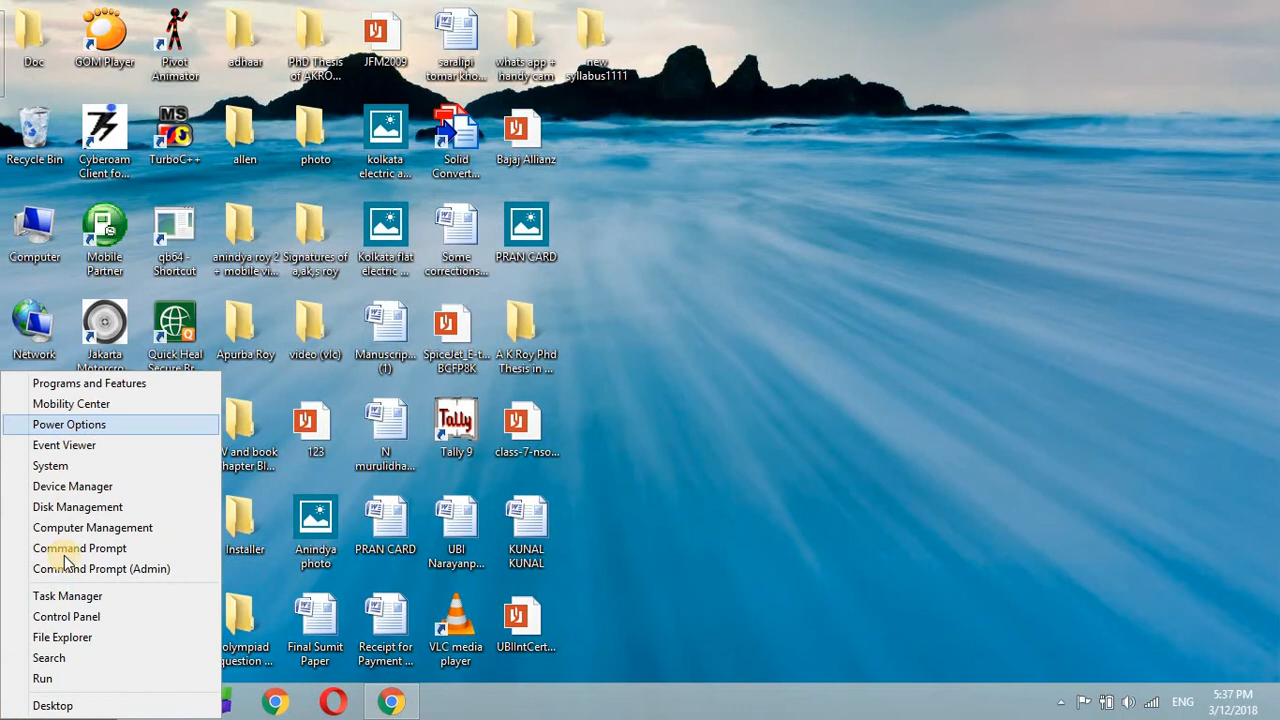 Doc
GOM Player
Pivot
Animator
adhaar
PhD Thesis
of AKRO...
JFM2009
saralipi
tomar kho...
whats app +
handy cam
new
syllabus1111
Recycle Bin
Cyberoam
Client fo...
MS
TurboC++
allen
photo
kolkata
electric a...
Solid
Convert...
Bajaj Allianz
Computer
Mobile
Partner
qb64 -
Shortcut
anindya roy 2
+ mobile vi...
Signatures of
a,ak,s roy
Kolkata flat
electric ...
Some
corrections...
PRAN CARD
Network
Jakarta
Motorcro...
Quick Heal
Secure Br...
Apurba Roy
video (vlc)
Manuscrip...
(1)
SpiceJet_E-t...
BCFP8K
A K Roy Phd
Thesis in ...
Programs and Features
Mobility Center
Power Options
Event Viewer
System
Device Manager
Disk Management
Computer Management
Command Prompt
Command Prompt (Admin)
Task Manager
Control Panel
File Explorer
Search
Run
Desktop
V and book
hapter Bl...
123
N
murulidha...
Tally
Tally 9
class-7-nso...
Installer
Anindya
photo
PRAN CARD
UBI
Narayanp...
KUNAL
KUNAL
olympiad
question ...
Final Sumit
Paper
Receipt for
Payment ...
VLC media
player
UBIIntCert...
ENG
5:37 PM
3/12/2018